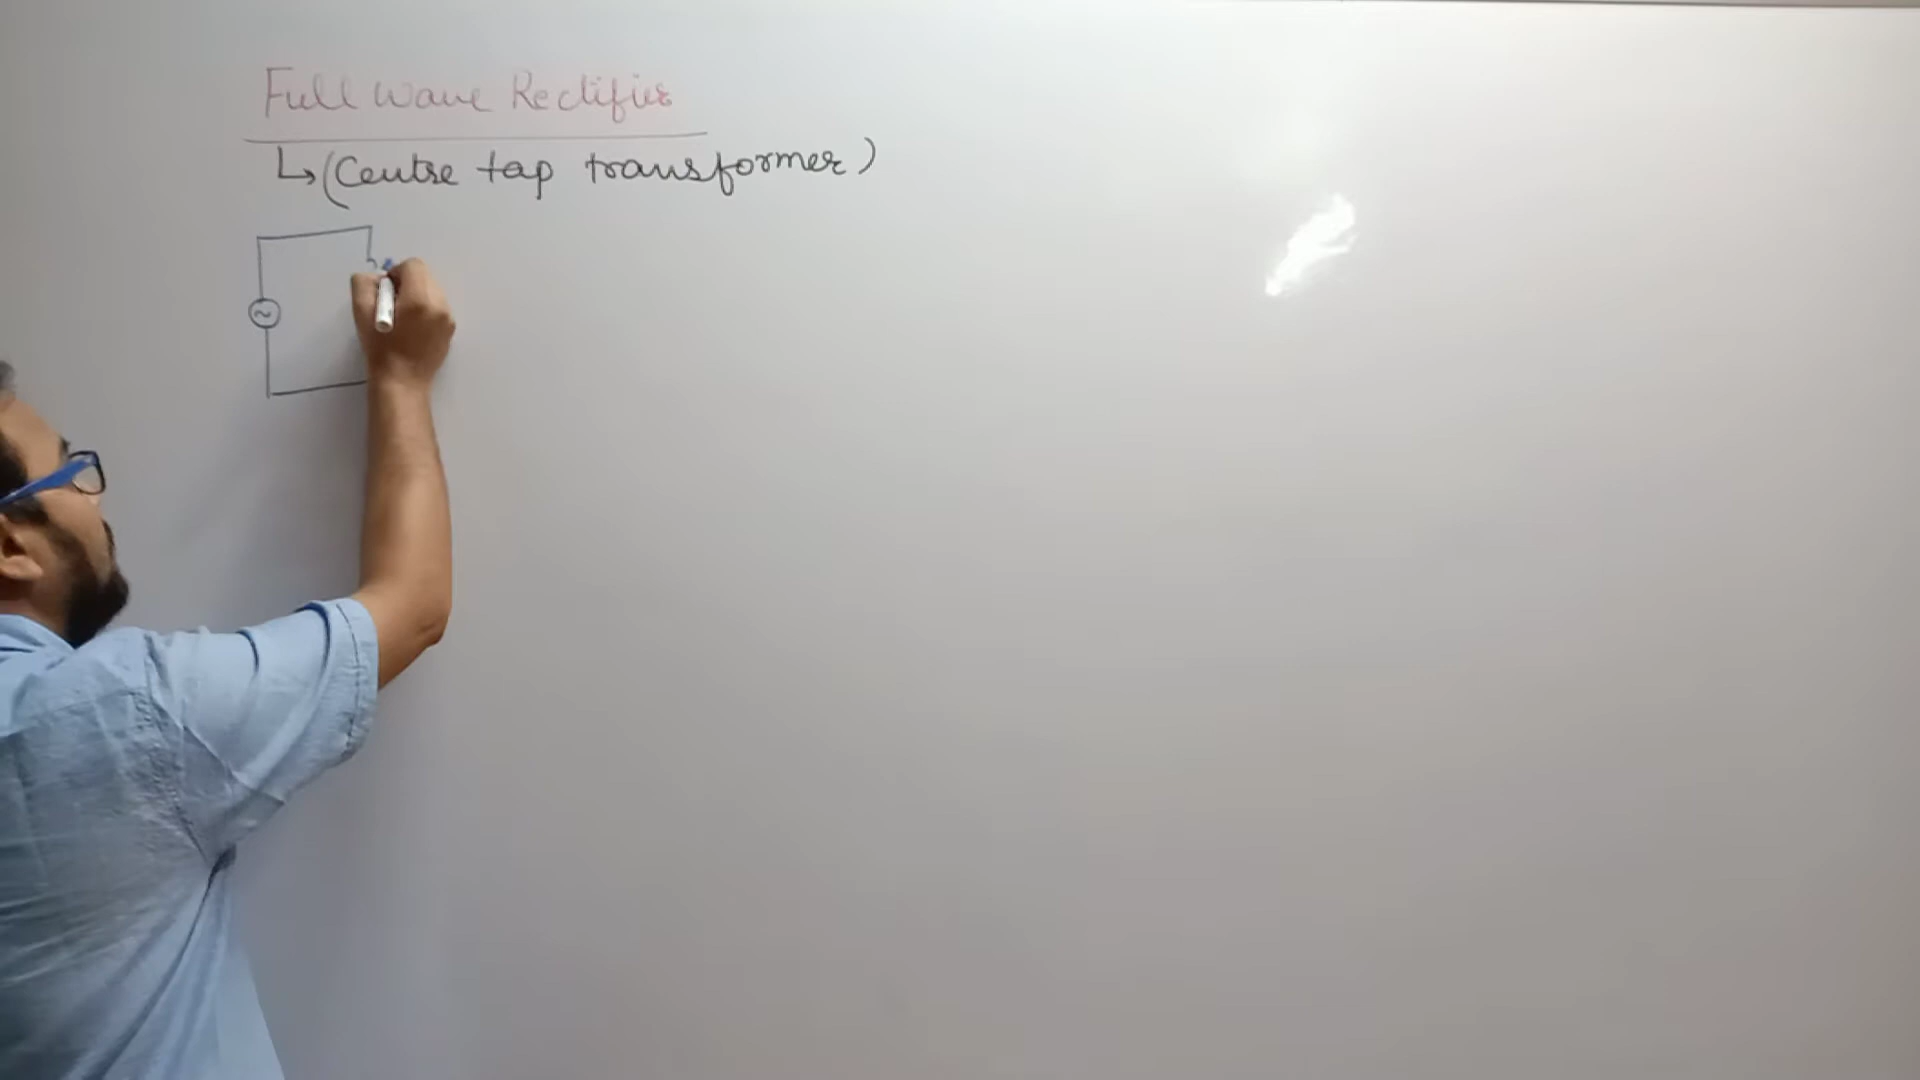 Full Wave Rectifier
↳ (Centre tap transformer)
~